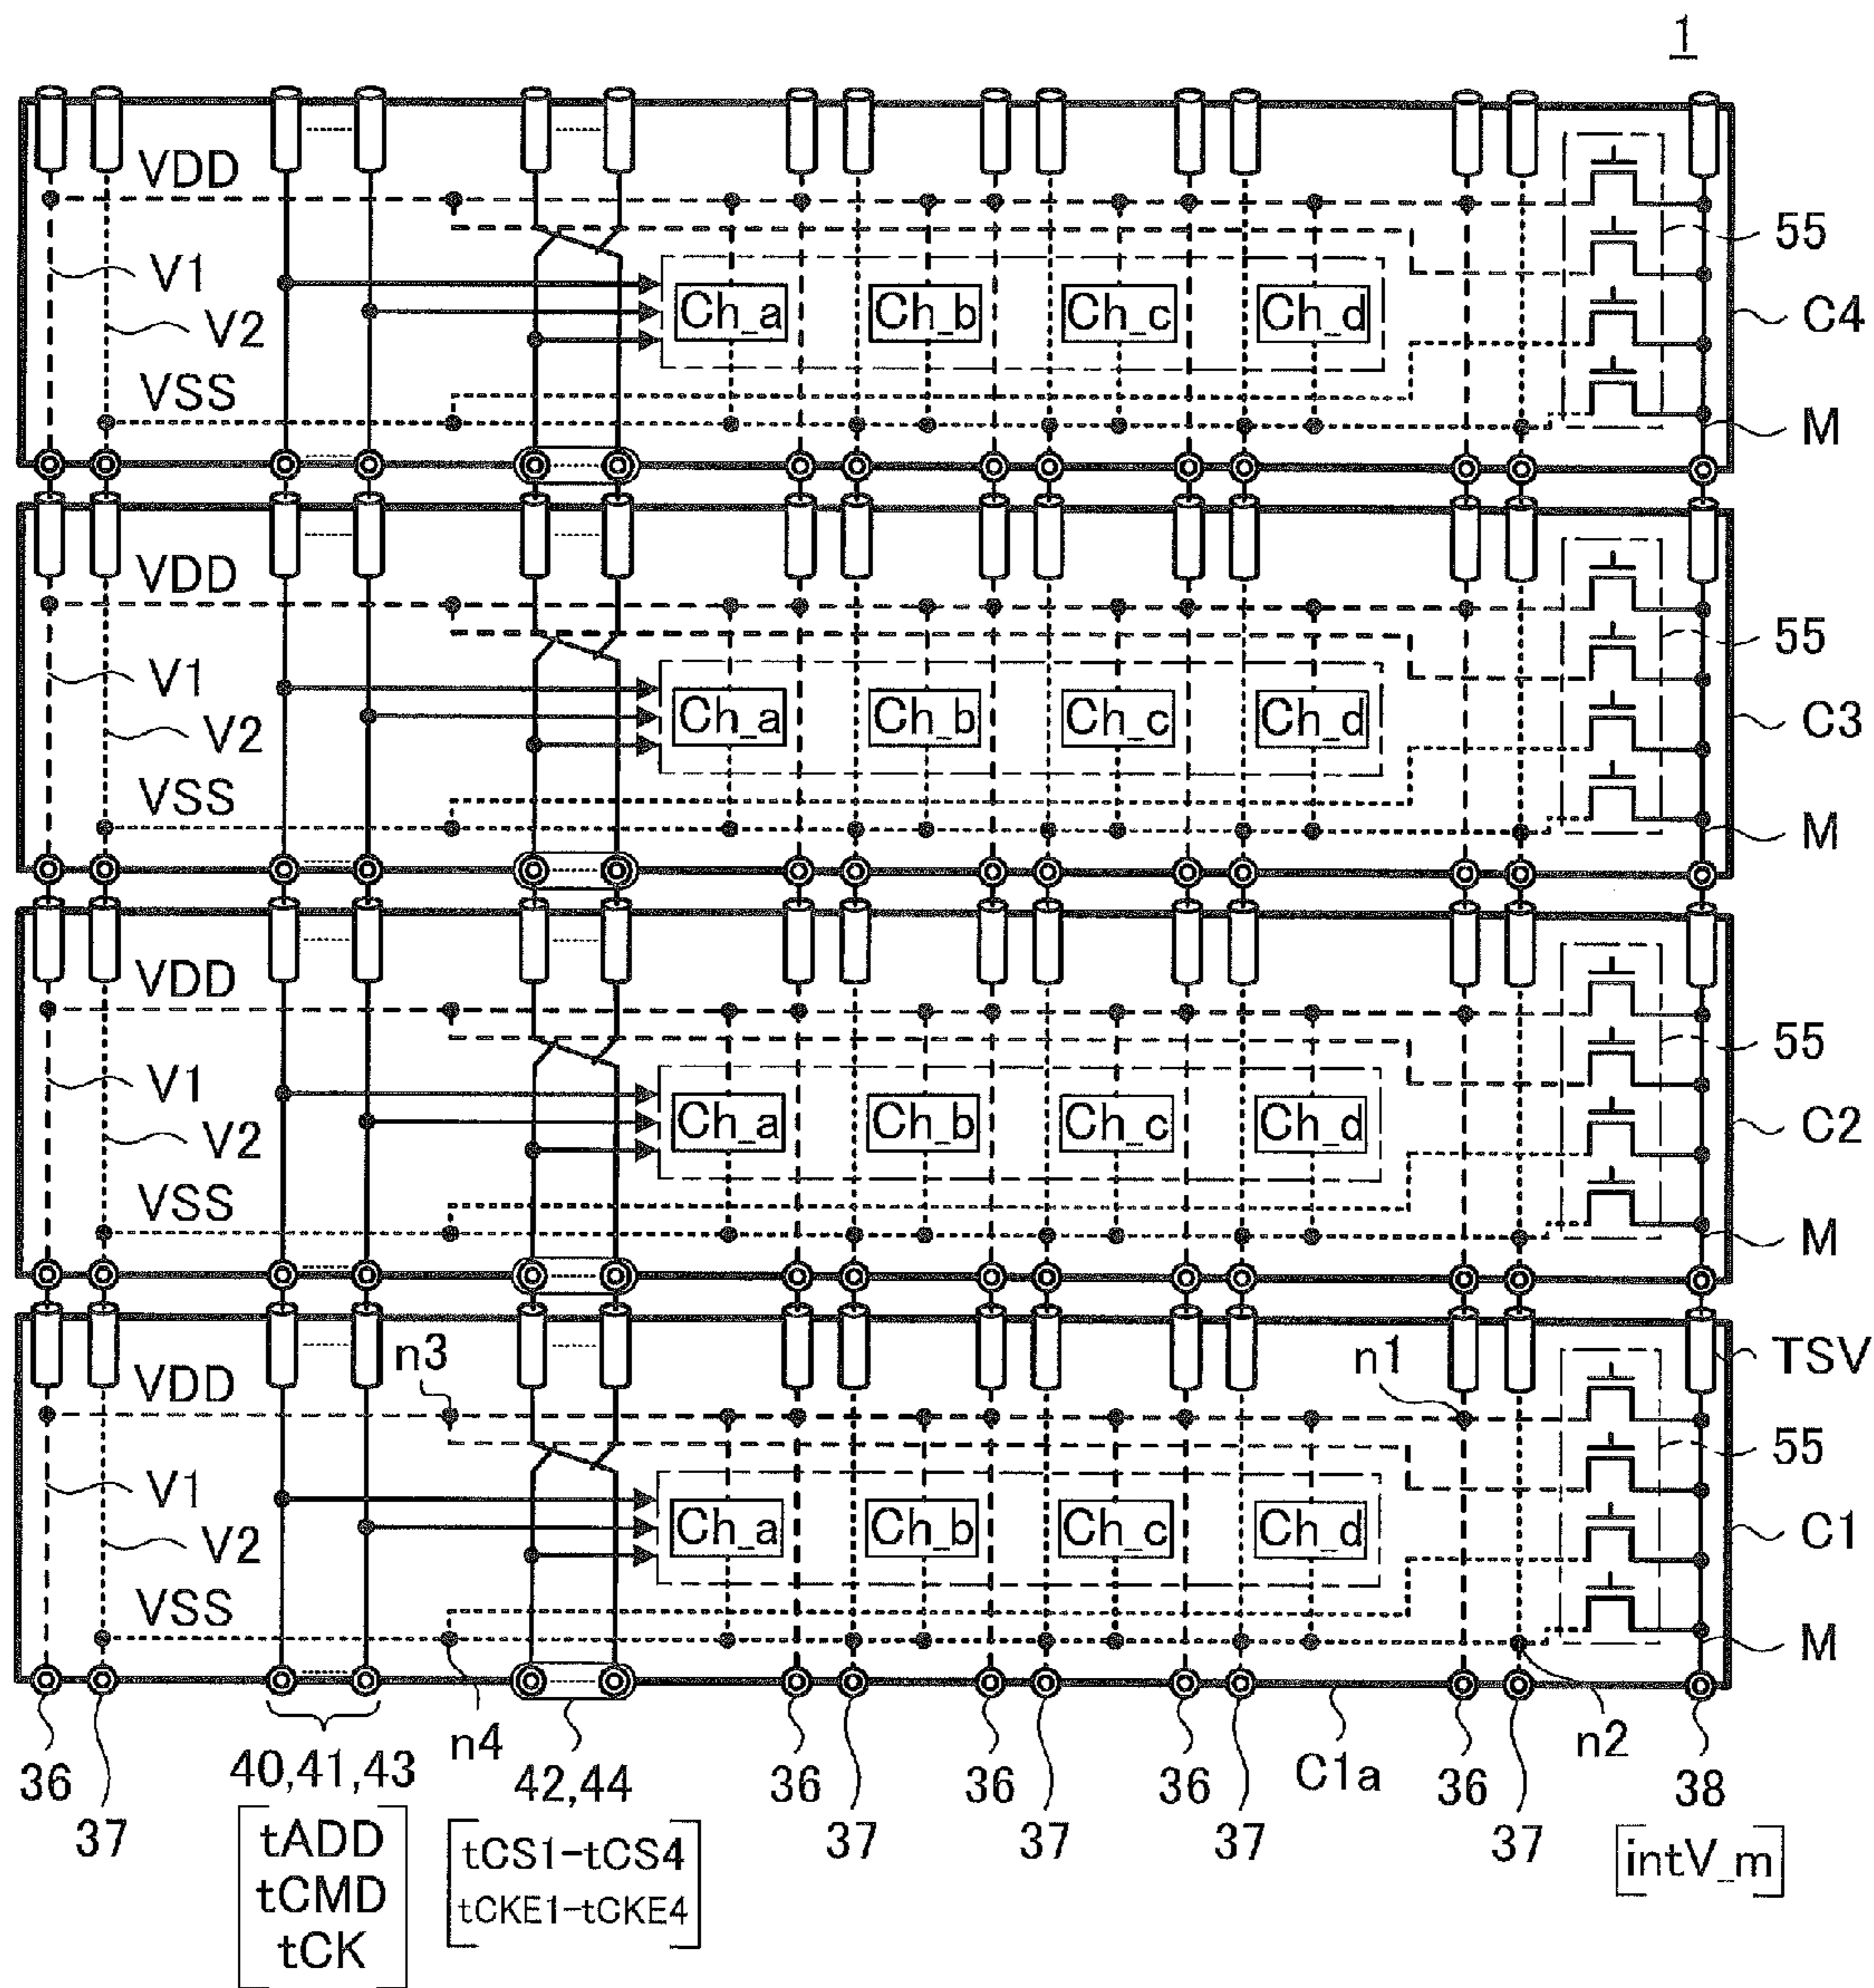 1
VDD
V1
V2
VSS
Ch_a Ch_b Ch_c Ch_d
55
C4
M
VDD
V1
V2
VSS
Ch_a Ch_b Ch_c Ch_d
55
C3
M
VDD
V1
V2
VSS
Ch_a Ch_b Ch_c Ch_d
55
C2
M
n3 n1 TSV
VDD
V1
V2
VSS
Ch_a Ch_b Ch_c Ch_d
55
C1
M
36 37 40,41,43 n4 42,44 36 37 36 37 36 37 C1a 36 37 n2 38
[tADD
tCMD
tCK]
[tCS1-tCS4
tCKE1-tCKE4]
[intV_m]